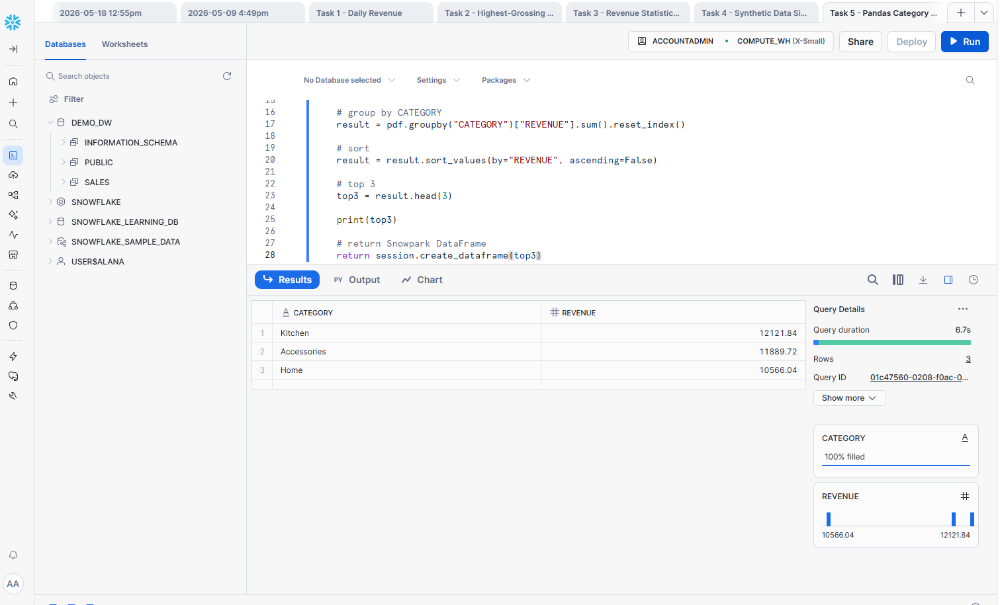 2026-05-18 12:55pm
2026-05-09 4:49pm
Task 1 - Daily Revenue
Task 2 - Highest-Grossing ...
Task 3 - Revenue Statistic...
Task 4 - Synthetic Data Si...
Task 5 - Pandas Category ...
Databases
Worksheets
ACCOUNTADMIN
COMPUTE_WH (X-Small)
Share
Deploy
Run
Search objects
Filter
DEMO_DW
INFORMATION_SCHEMA
PUBLIC
SALES
SNOWFLAKE
SNOWFLAKE_LEARNING_DB
SNOWFLAKE_SAMPLE_DATA
USER$ALANA
AA
No Database selected
Settings
Packages
15
16 # group by CATEGORY
17 result = pdf.groupby("CATEGORY")["REVENUE"].sum().reset_index()
18
19 # sort
20 result = result.sort_values(by="REVENUE", ascending=False)
21
22 # top 3
23 top3 = result.head(3)
24
25 print(top3)
26
27 # return Snowpark DataFrame
28 return session.create_dataframe(top3)
Results
PY Output
Chart
A CATEGORY # REVENUE
1 Kitchen 12121.84
2 Accessories 11889.72
3 Home 10566.04
Query Details
Query duration 6.7s
Rows 3
Query ID 01c47560-0208-f0ac-0...
Show more
CATEGORY A
100% filled
REVENUE #
10566.04 12121.84